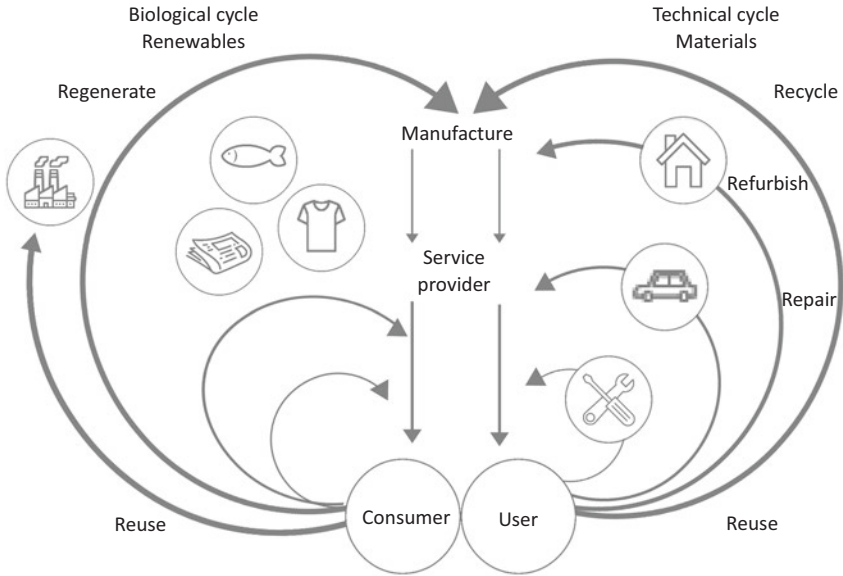 Biological cycle
Renewables
Technical cycle
Materials
Regenerate
Recycle
Manufacture
Refurbish
Service
provider
Repair
Reuse
Consumer
User
Reuse